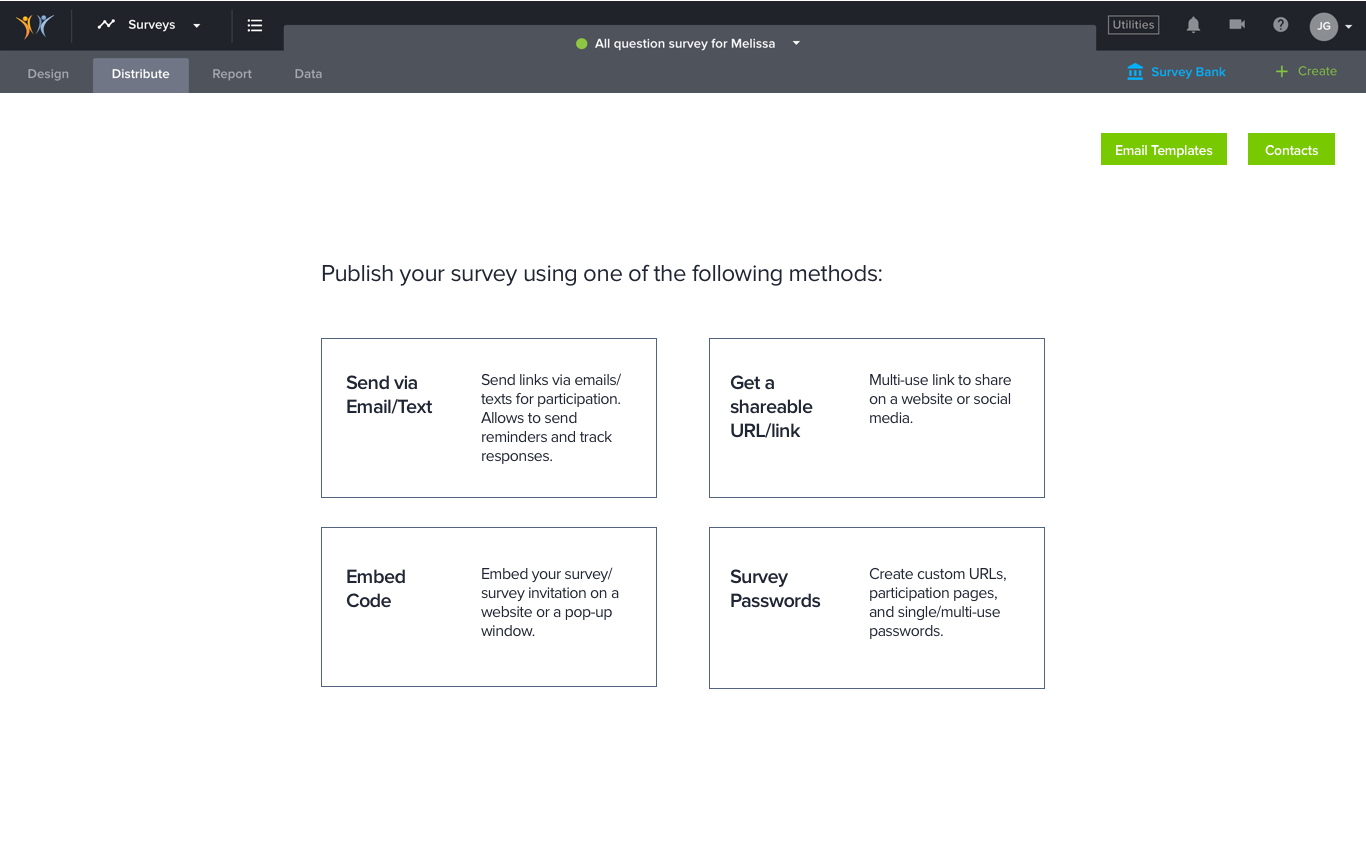 Surveys
All question survey for Melissa
Utilities
JG
Design
Distribute
Report
Data
Survey Bank
Create
Email Templates
Contacts
Publish your survey using one of the following methods:
Send via
Email/Text
Send links via emails/
texts for participation.
Allows to send
reminders and track
responses.
Get a
shareable
URL/link
Multi-use link to share
on a website or social
media.
Embed
Code
Embed your survey/
survey invitation on a
website or a pop-up
window.
Survey
Passwords
Create custom URLs,
participation pages,
and single/multi-use
passwords.